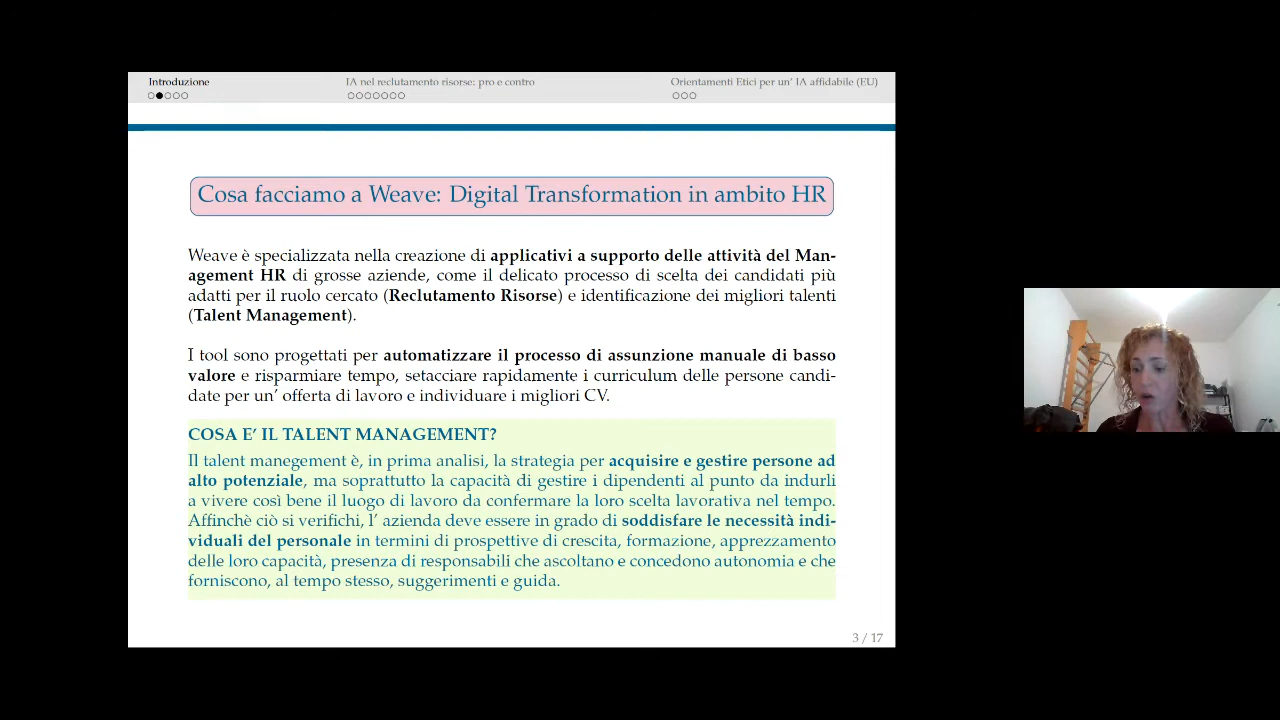 Introduzione
IA nel reclutamento risorse: pro e contro
Orientamenti Etici per un' IA affidabile (EU)
Cosa facciamo a Weave: Digital Transformation in ambito HR
Weave è specializzata nella creazione di applicativi a supporto delle attività del Man-
agement HR di grosse aziende, come il delicato processo di scelta dei candidati più
adatti per il ruolo cercato (Reclutamento Risorse) e identificazione dei migliori talenti
(Talent Management).
I tool sono progettati per automatizzare il processo di assunzione manuale di basso
valore e risparmiare tempo, setacciare rapidamente i curriculum delle persone candi-
date per un' offerta di lavoro e individuare i migliori CV.
COSA E' IL TALENT MANAGEMENT?
Il talent manegement è, in prima analisi, la strategia per acquisire e gestire persone ad
alto potenziale, ma soprattutto la capacità di gestire i dipendenti al punto da indurli
a vivere così bene il luogo di lavoro da confermare la loro scelta lavorativa nel tempo.
Affinchè ciò si verifichi, l' azienda deve essere in grado di soddisfare le necessità indi-
viduali del personale in termini di prospettive di crescita, formazione, apprezzamento
delle loro capacità, presenza di responsabili che ascoltano e concedono autonomia e che
forniscono, al tempo stesso, suggerimenti e guida.
3 / 17